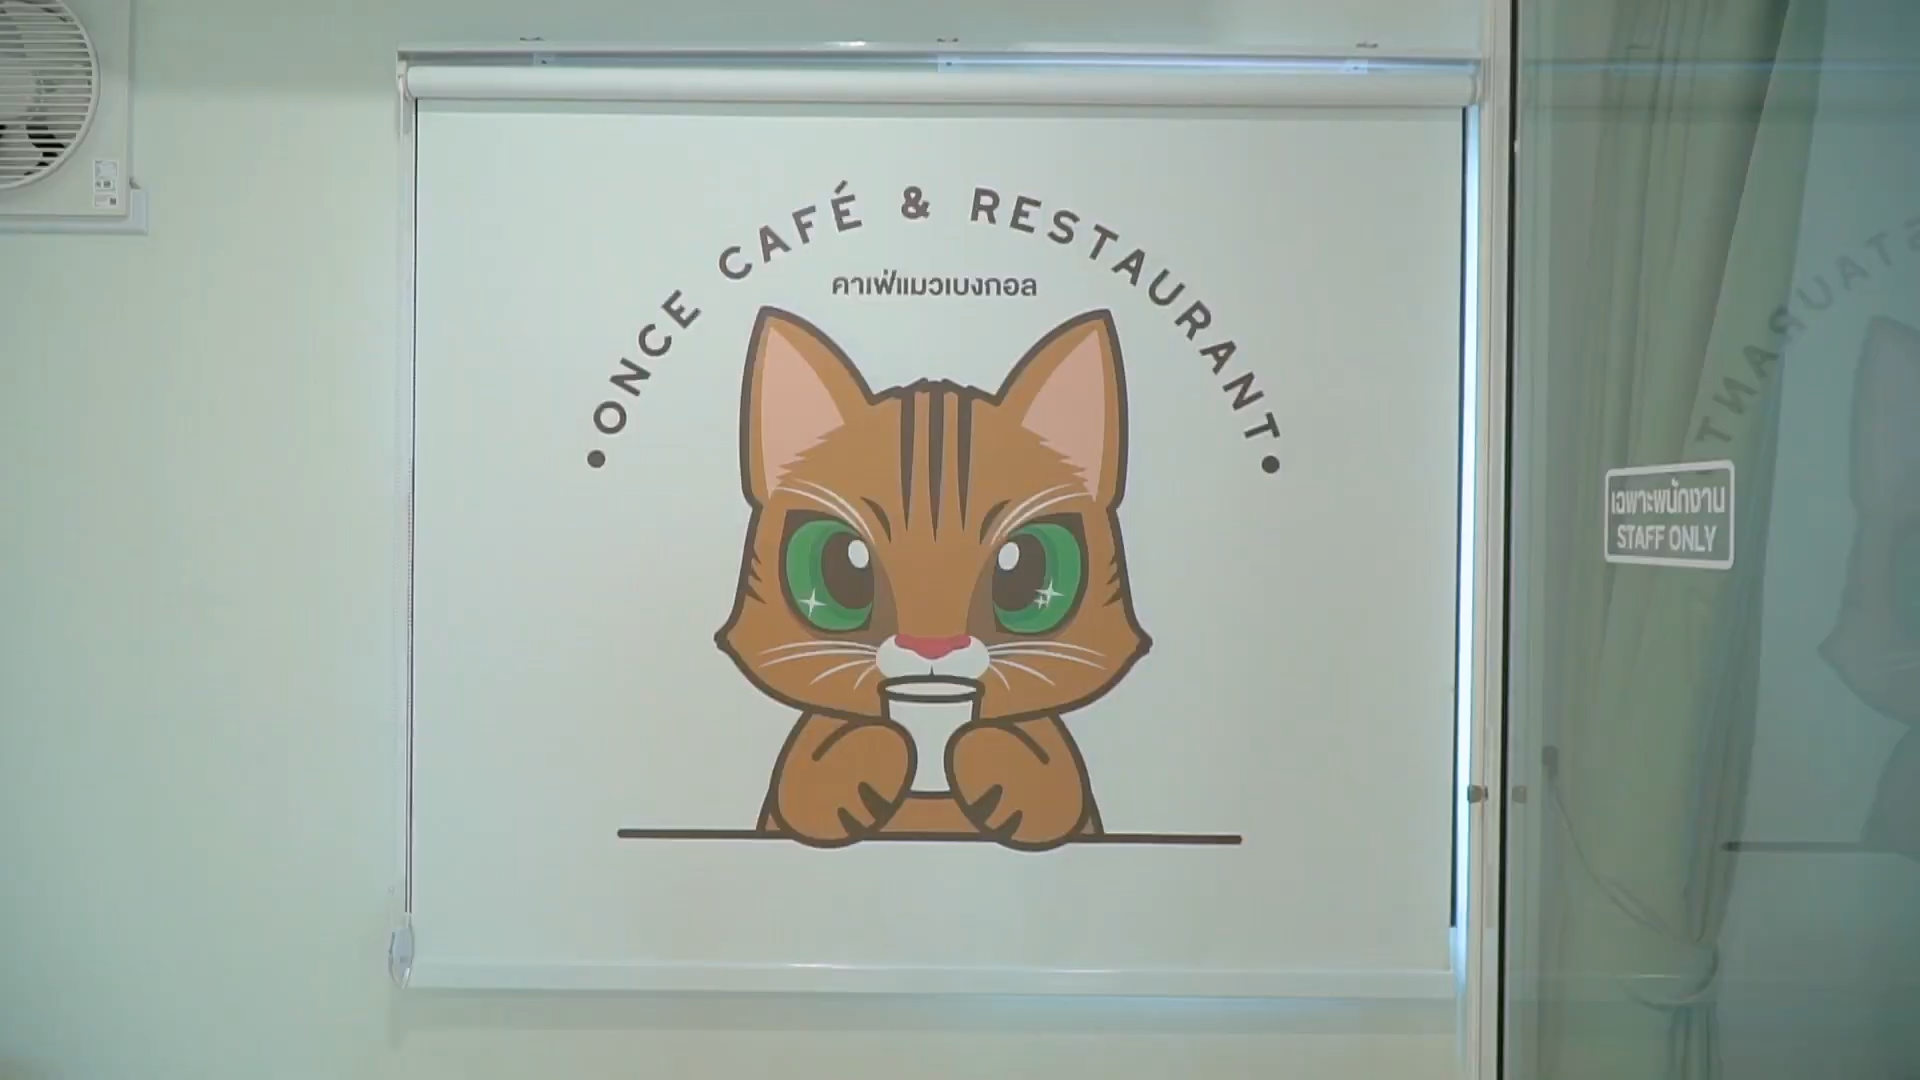 • ONCE CAFÉ & RESTAURANT •
คาเฟ่แมวเบงกอล
เฉพาะพนักงาน
STAFF ONLY